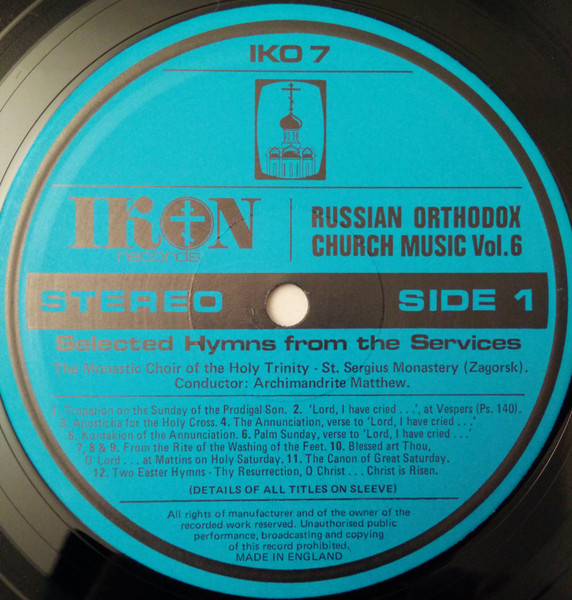 IKO 7
IKON
records
RUSSIAN ORTHODOX
CHURCH MUSIC Vol.6
STEREO
SIDE 1
Selected Hymns from the Services
The Monastic Choir of the Holy Trinity - St. Sergius Monastery (Zagorsk).
Conductor: Archimandrite Matthew.
1. Troparion on the Sunday of the Prodigal Son. 2. 'Lord, I have cried . . .', at Vespers (Ps. 140).
3. Aposticha for the Holy Cross. 4. The Annunciation, verse to 'Lord, I have cried . . .'
5. Kontakion of the Annunciation. 6. Palm Sunday, verse to 'Lord, I have cried . . .'
7, 8 & 9. From the Rite of the Washing of the Feet. 10. Blessed art Thou,
O Lord . . . at Mattins on Holy Saturday. 11. The Canon of Great Saturday.
12. Two Easter Hymns - Thy Resurrection, O Christ . . . Christ is Risen.
(DETAILS OF ALL TITLES ON SLEEVE)
All rights of manufacturer and of the owner of the
recorded work reserved. Unauthorised public
performance, broadcasting and copying
of this record prohibited.
MADE IN ENGLAND